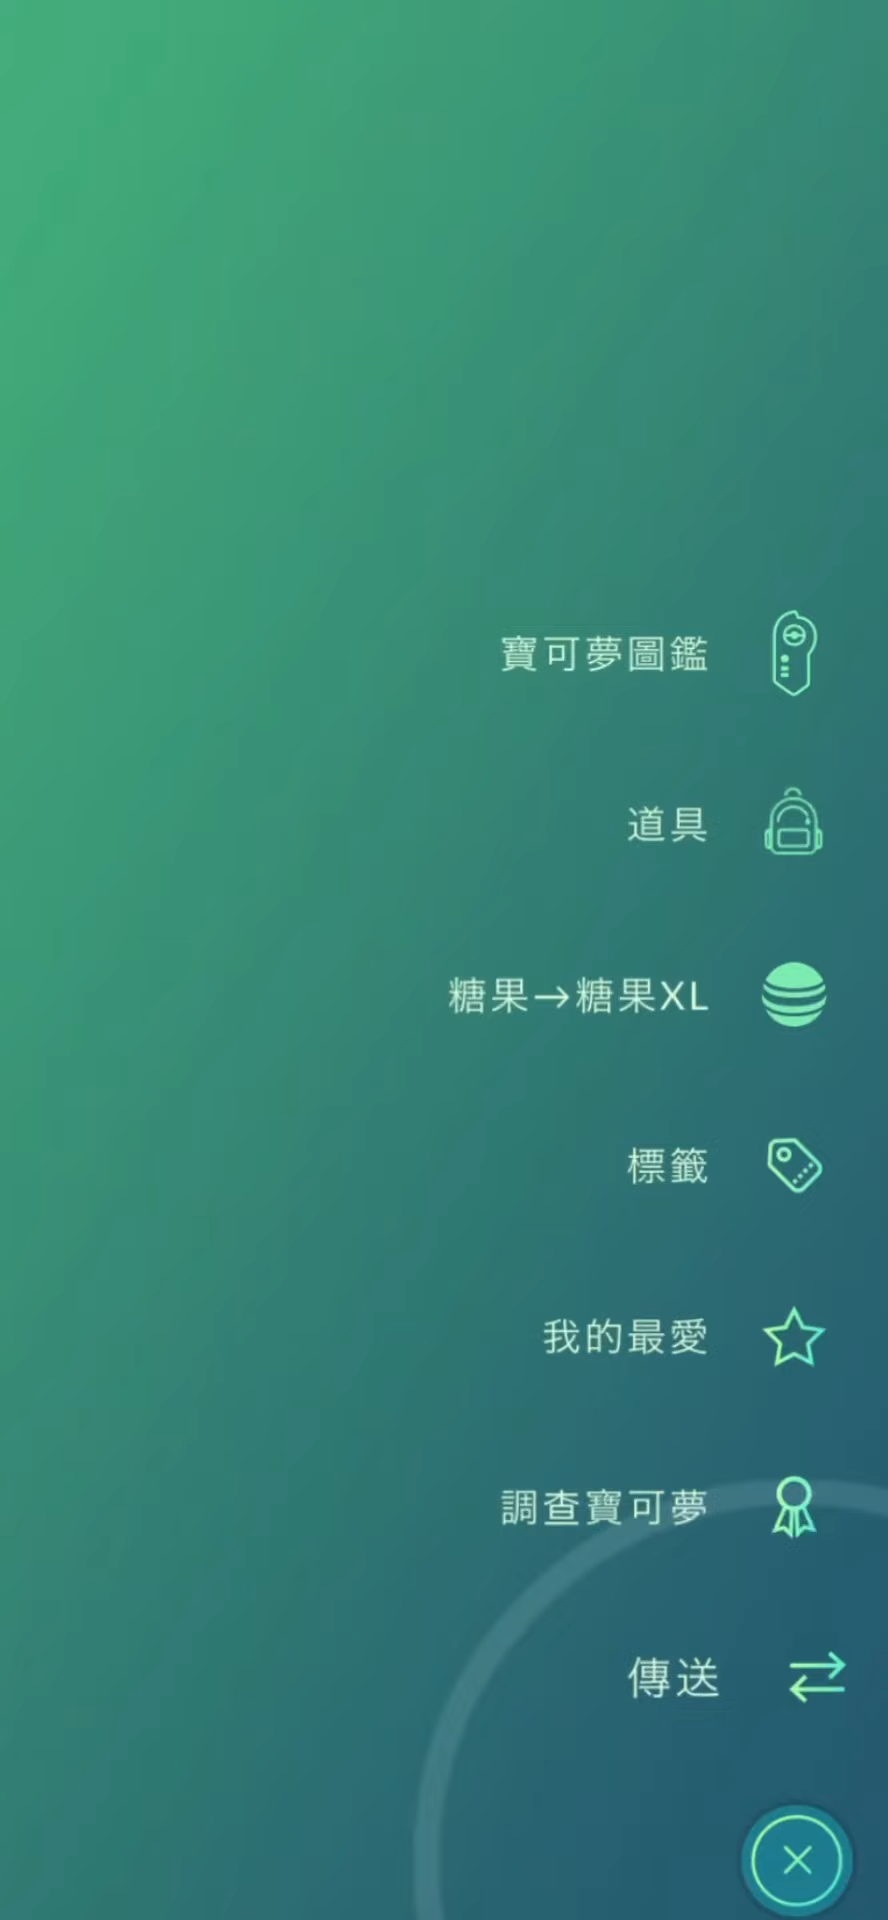 寶可夢圖鑑
道具
糖果→糖果XL
標籤
我的最愛
調查寶可夢
傳送